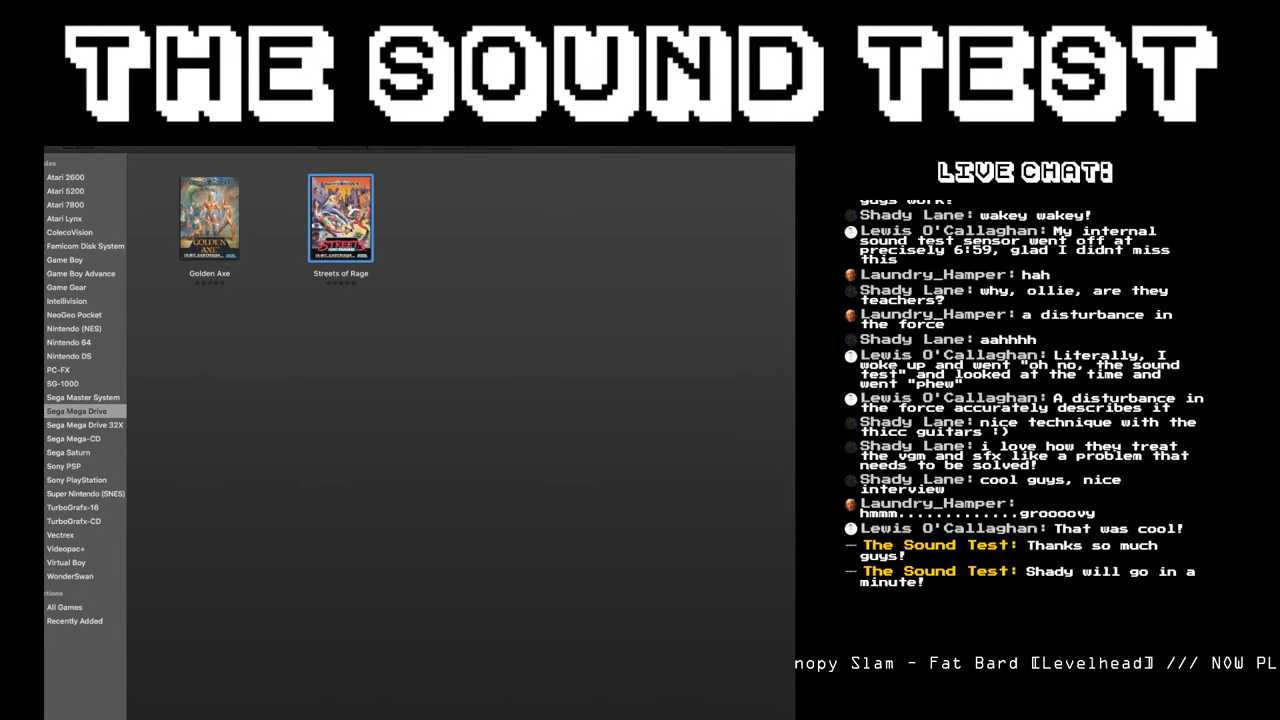 THE SOUND TEST
LIVE CHAT:
Atari 2600
Atari 5200
Atari 7800
Atari Lynx
ColecoVision
Famicom Disk System
Game Boy
Game Boy Advance
Game Gear
Intellivision
NeoGeo Pocket
Nintendo (NES)
Nintendo 64
Nintendo DS
PC-FX
SG-1000
Sega Master System
Sega Mega Drive
Sega Mega Drive 32X
Sega Mega-CD
Sega Saturn
Sony PSP
Sony PlayStation
Super Nintendo (SNES)
TurboGrafx-16
TurboGrafx-CD
Vectrex
Videopac+
Virtual Boy
WonderSwan
ctions
All Games
Recently Added
GOLDEN
AXE
Golden Axe
STREETS
Streets of Rage
guys work!
Shady Lane: wakey wakey!
Lewis O'Callaghan: My internal
sound test sensor went off at
precisely 6:59, glad I didnt miss
this
Laundry_Hamper: hah
Shady Lane: why, ollie, are they
teachers?
Laundry_Hamper: a disturbance in
the force
Shady Lane: aahhhh
Lewis O'Callaghan: Literally, I
woke up and went "oh no, the sound
test" and looked at the time and
went "phew"
Lewis O'Callaghan: A disturbance in
the force accurately describes it
Shady Lane: nice technique with the
thicc guitars :)
Shady Lane: i love how they treat
the vgm and sfx like a problem that
needs to be solved!
Shady Lane: cool guys, nice
interview
Laundry_Hamper:
hmmm.............groooovy
Lewis O'Callaghan: That was cool!
The Sound Test: Thanks so much
guys!
The Sound Test: Shady will go in a
minute!
nopy Slam - Fat Bard [Levelhead] /// NOW PL